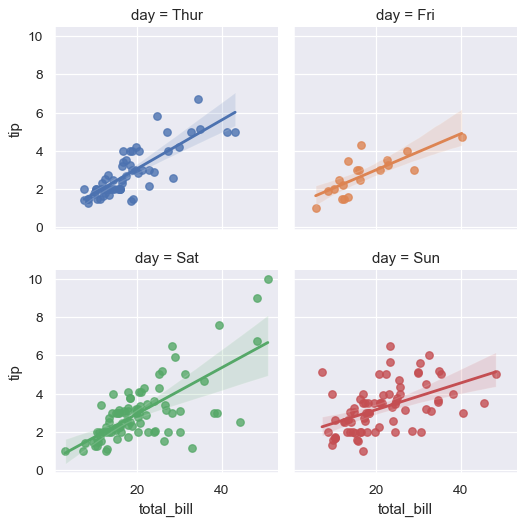 day = Thur
day = Fri
10
8
6
4
2
0
tip
day = Sat
day = Sun
10
8
6
4
2
0
tip
20 40
20 40
total_bill
total_bill